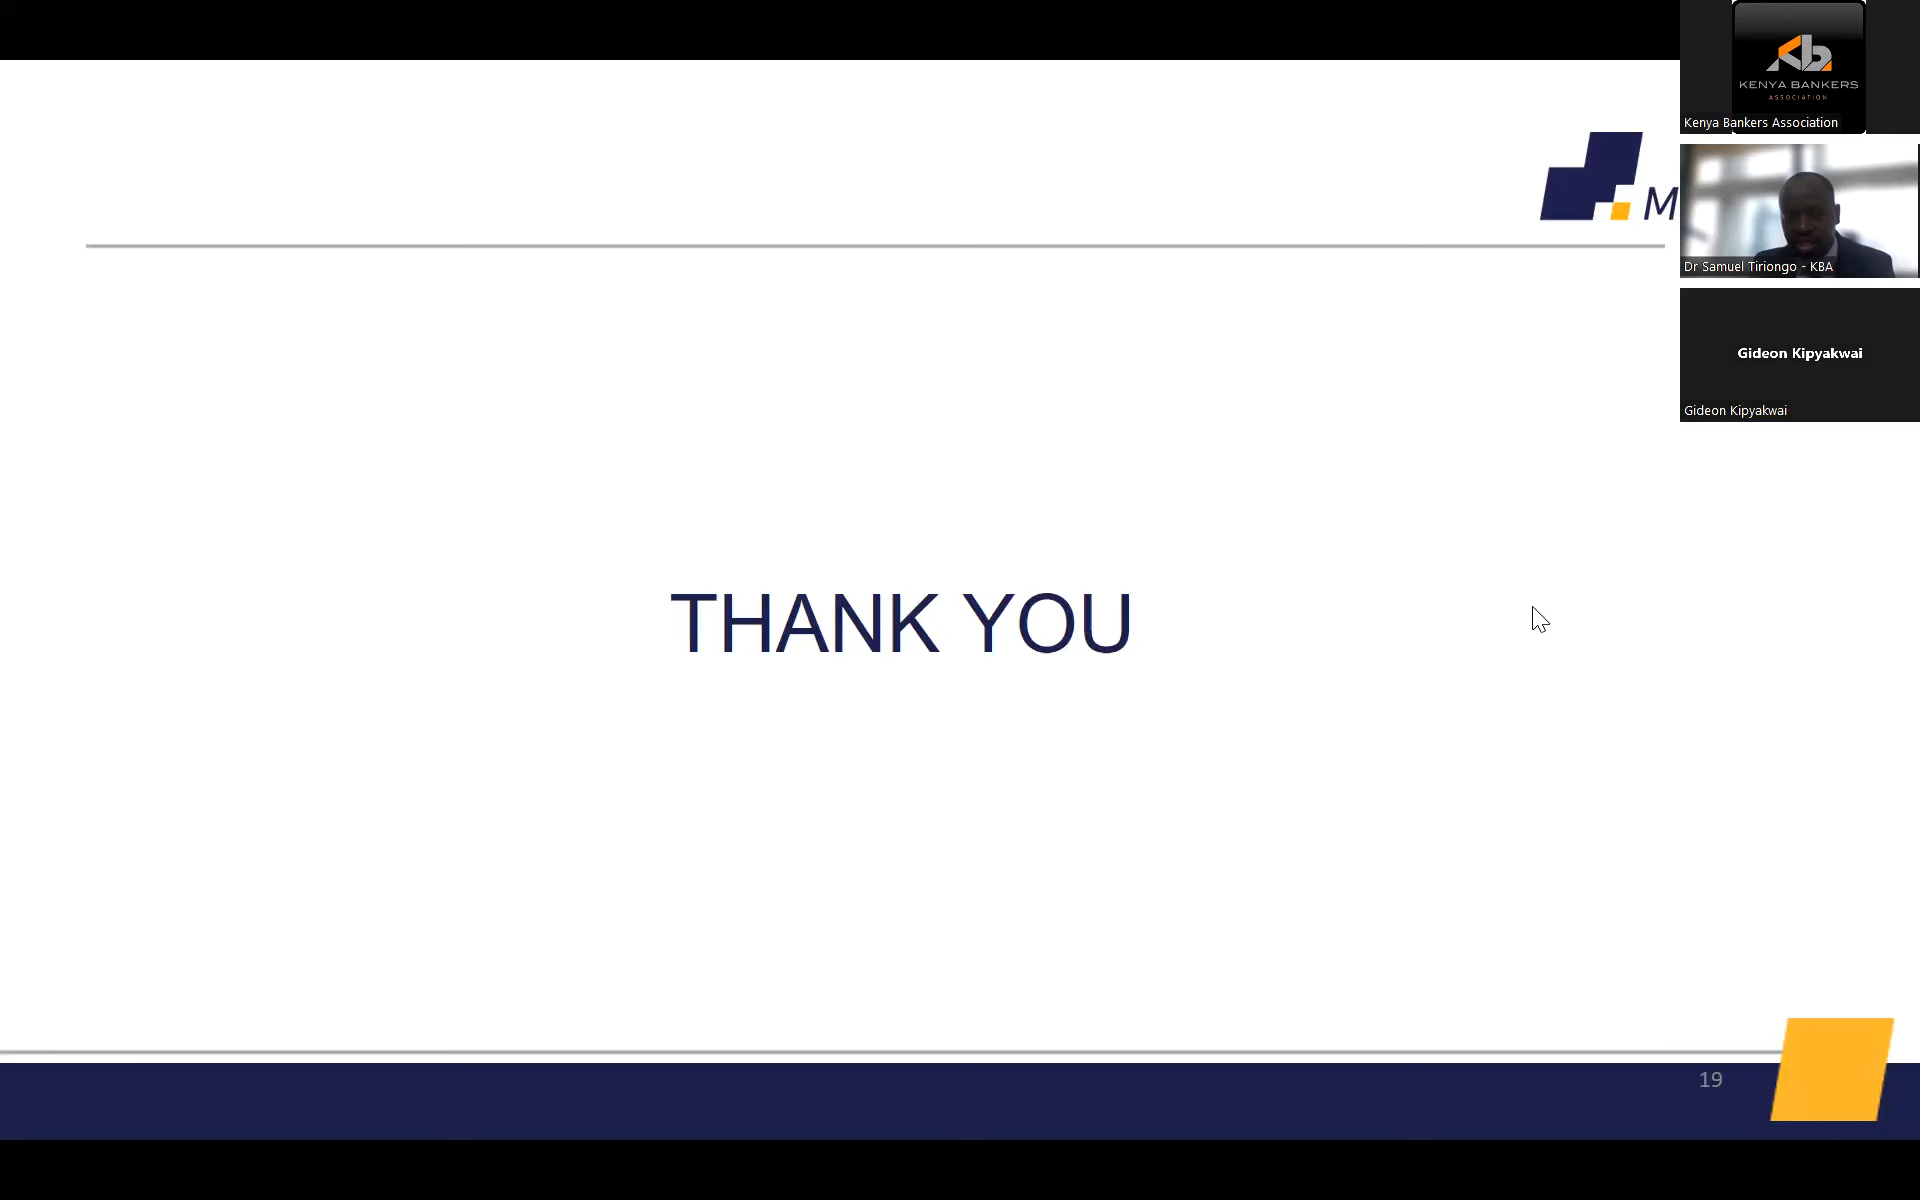 KENYA BANKERS
ASSOCIATION
Kenya Bankers Association
M
Dr Samuel Tiriongo - KBA
Gideon Kipyakwai
Gideon Kipyakwai
THANK YOU
19